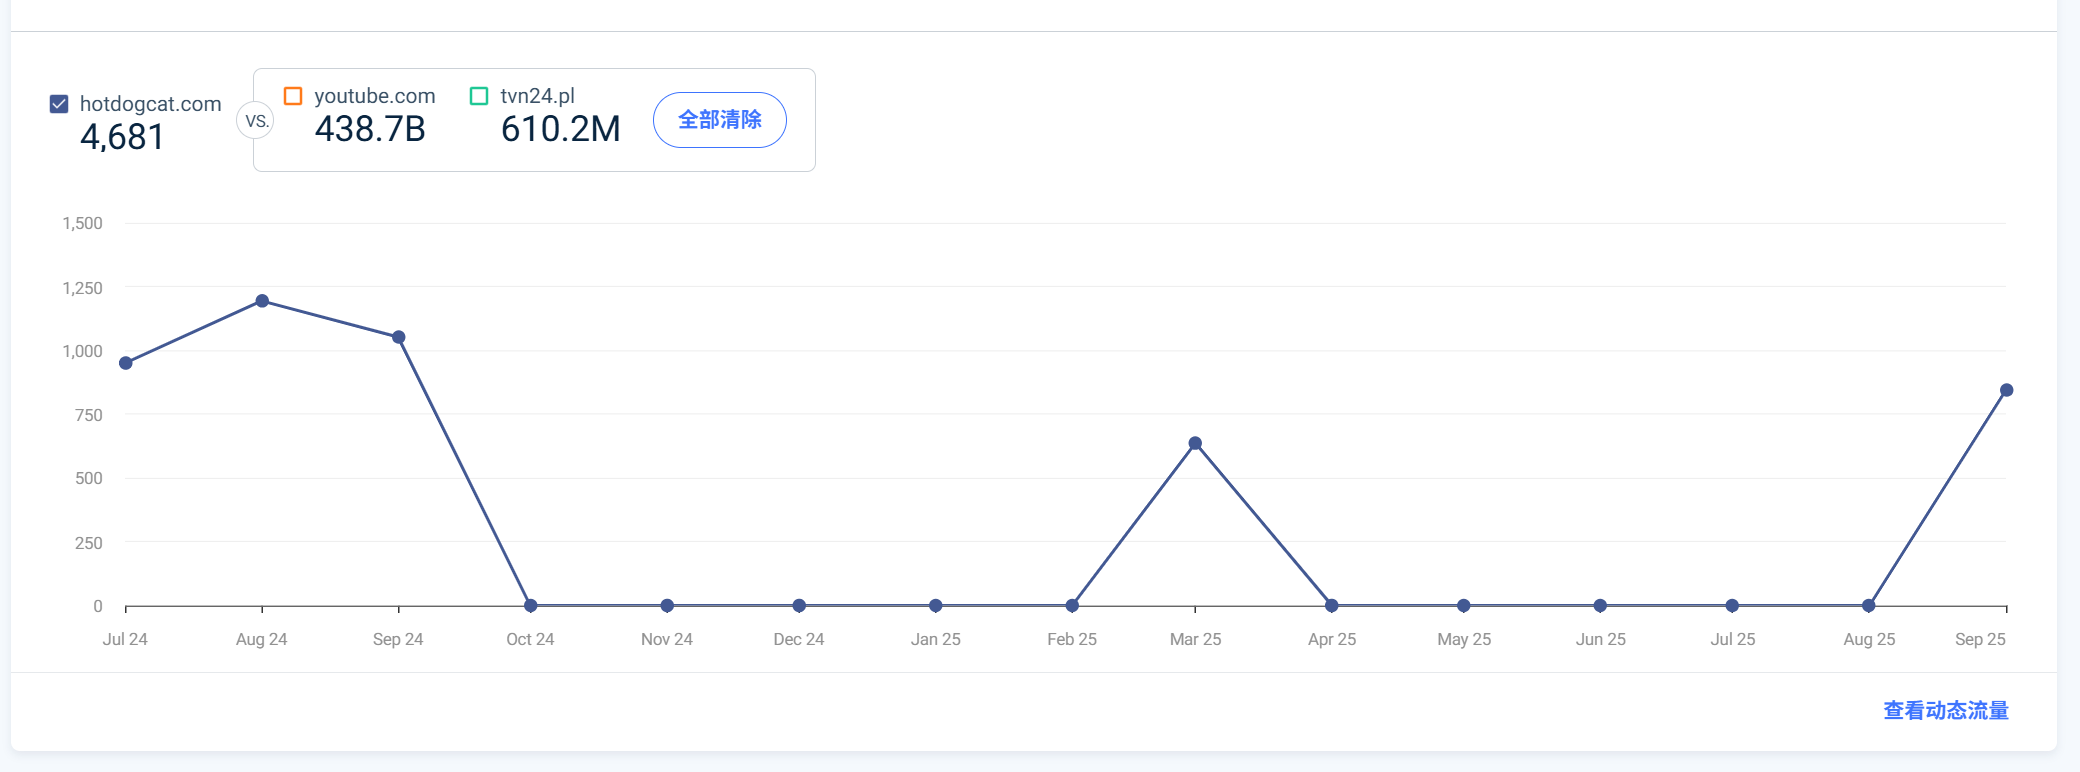 hotdogcat.com
4,681
VS.
youtube.com
438.7B
tvn24.pl
610.2M
全部清除
1,500
1,250
1,000
750
500
250
0
Jul 24 Aug 24 Sep 24 Oct 24 Nov 24 Dec 24 Jan 25 Feb 25 Mar 25 Apr 25 May 25 Jun 25 Jul 25 Aug 25 Sep 25
查看动态流量